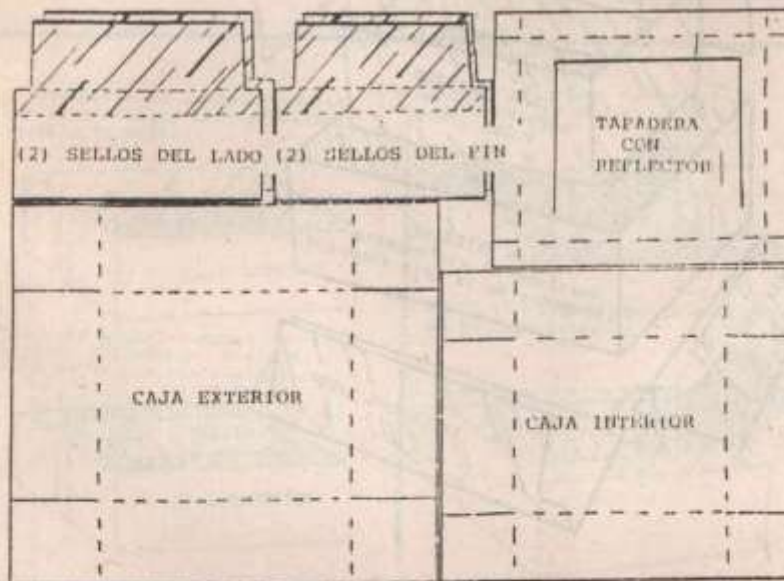 (2) SELLOS DEL LADO
(2) SELLOS DEL FIN
TAPADERA
CON
REFLECTOR
CAJA EXTERIOR
CAJA INTERIOR